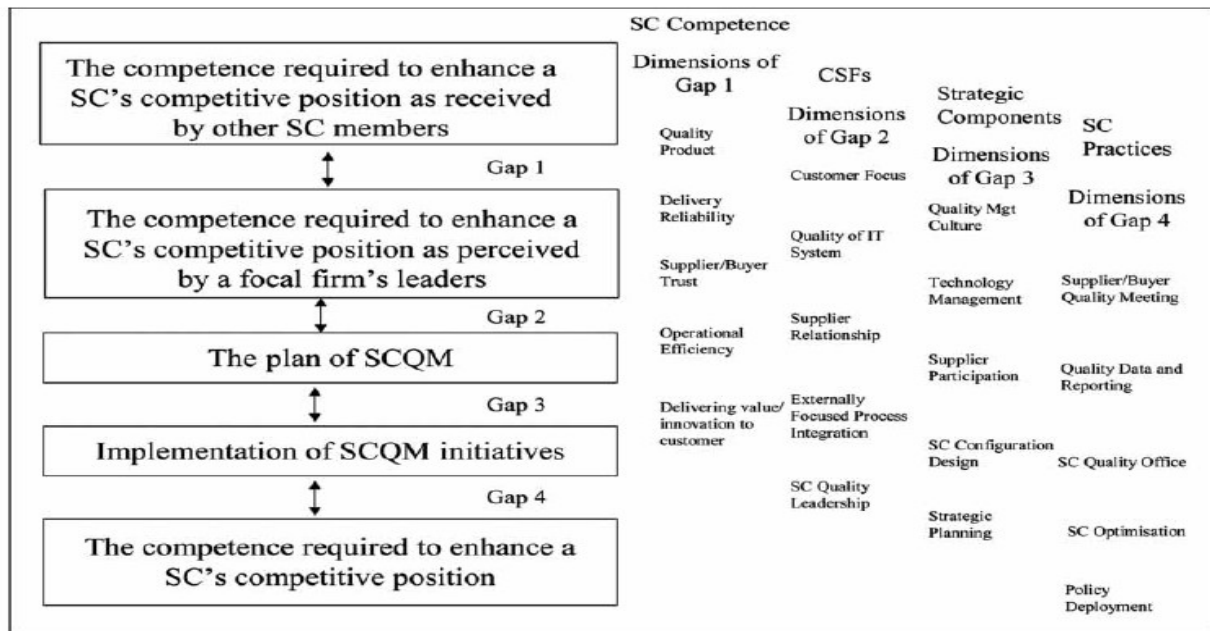 The competence required to enhance a
SC's competitive position as received
by other SC members
Gap 1
The competence required to enhance a
SC's competitive position as perceived
by a focal firm's leaders
Gap 2
The plan of SCQM
Gap 3
Implementation of SCQM initiatives
Gap 4
The competence required to enhance a
SC's competitive position
SC Competence
Dimensions of
Gap 1
Quality
Product
Delivery
Reliability
Supplier/Buyer
Trust
Operational
Efficiency
Delivering value/
innovation to
customer
CSFs
Dimensions
of Gap 2
Customer Focus
Quality of IT
System
Supplier
Relationship
Externally
Focused Process
Integration
SC Quality
Leadership
Strategic
Components
Dimensions
of Gap 3
Quality Mgt
Culture
Technology
Management
Supplier
Participation
SC Configuration
Design
Strategic
Planning
SC
Practices
Dimensions
of Gap 4
Supplier/Buyer
Quality Meeting
Quality Data and
Reporting
SC Quality Office
SC Optimisation
Policy
Deployment